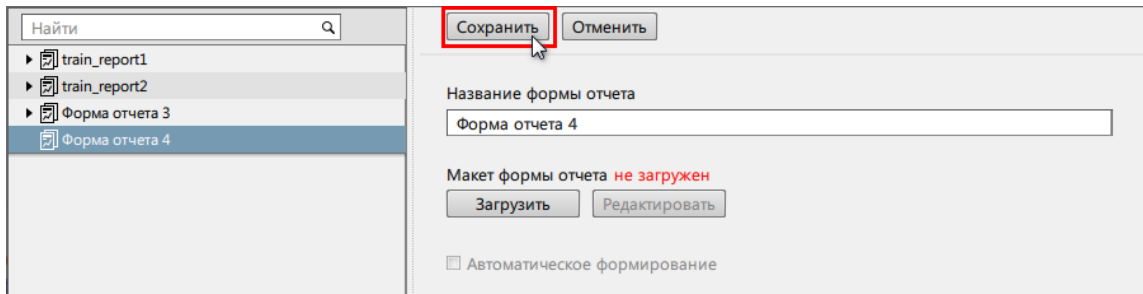 Найти
train_report1
train_report2
Форма отчета 3
Форма отчета 4
Сохранить Отменить
Название формы отчета
Форма отчета 4
Макет формы отчета не загружен
Загрузить Редактировать
Автоматическое формирование